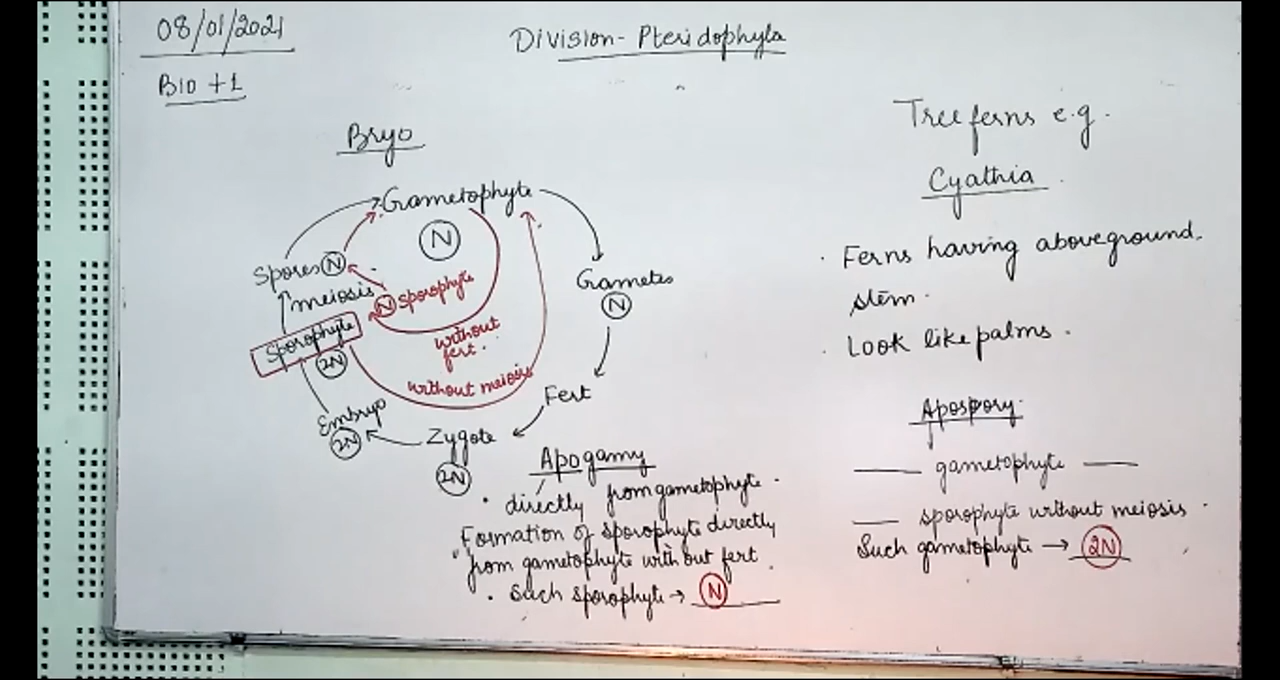 08/01/2021
Division- Pteridophyla
Bio +1
Bryo
Gametophyte
N
Spores N
meiosis
Sporophyte
2N
N Sporophyte
without
fert.
without meiosis
Embryo
2N
Zygote
2N
Fert
Gametes
N
Apogamy
. directly from gametophyte.
Formation of sporophyte directly
from gametophyte without fert.
. Such sporophyte → N
Tree ferns e.g.
Cyathia.
. Ferns having aboveground.
stem.
. Look like palms.
Apospory.
gametophyte
sporophyte without meiosis.
Such gametophyte → 2N